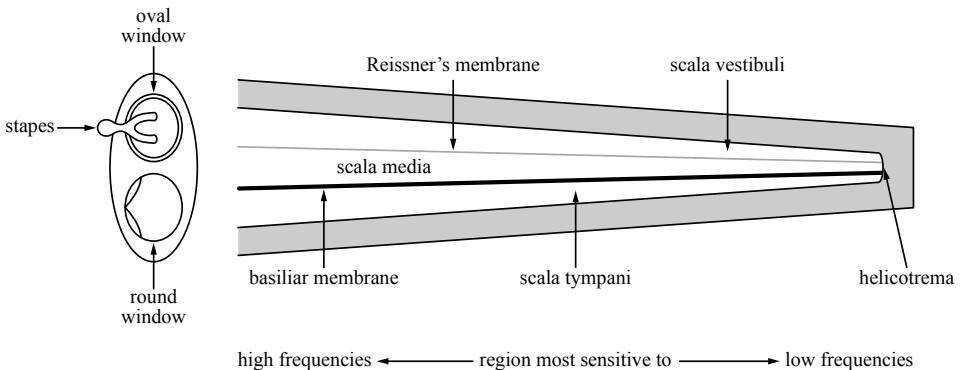 oval
window
Reissner's membrane
scala vestibuli
stapes
scala media
basiliar membrane
scala tympani
helicotrema
round
window
high frequencies
region most sensitive to
low frequencies